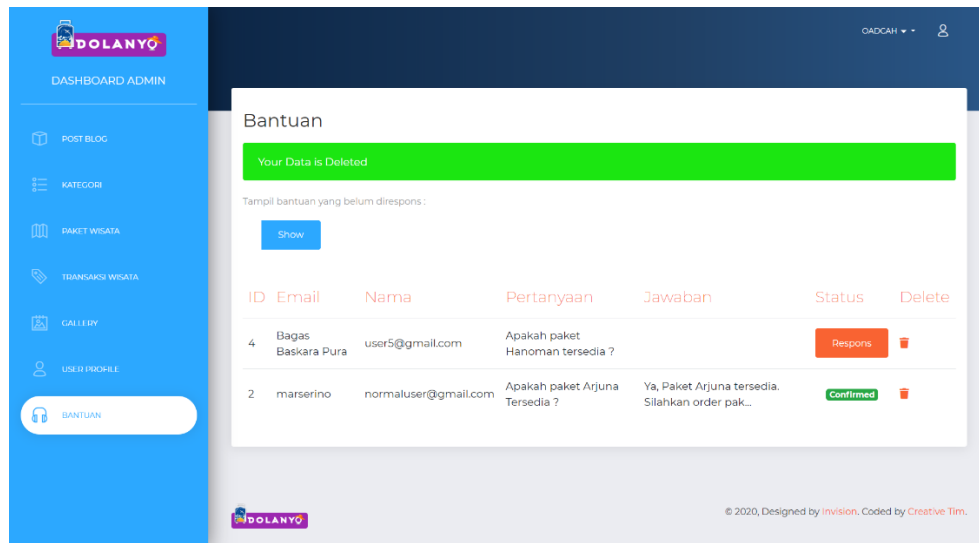 DOLANYO
DASHBOARD ADMIN
POST BLOG
KATEGORI
PAKET WISATA
TRANSAKSI WISATA
GALLERY
USER PROFILE
BANTUAN
OADCAH
Bantuan
Your Data is Deleted
Tampil bantuan yang belum direspons :
Show
ID Email Nama Pertanyaan Jawaban Status Delete
4 Bagas Baskara Pura user5@gmail.com Apakah paket Hanoman tersedia ? Respons
2 marserino normaluser@gmail.com Apakah paket Arjuna Tersedia ? Ya, Paket Arjuna tersedia. Silahkan order pak... Confirmed
DOLANYO
© 2020, Designed by Invision. Coded by Creative Tim.